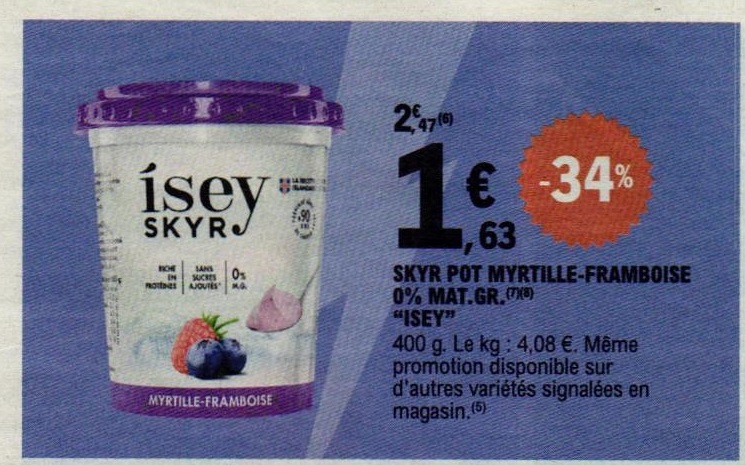 ísey
SKYR
90
RICHE EN PROTÉINES
SANS SUCRES AJOUTÉS
0% M.G.
MYRTILLE-FRAMBOISE
2€,47(6)
1€,63
-34%
SKYR POT MYRTILLE-FRAMBOISE
0% MAT.GR.(7)(8)
"ISEY"
400 g. Le kg : 4,08 €. Même
promotion disponible sur
d'autres variétés signalées en
magasin.(5)